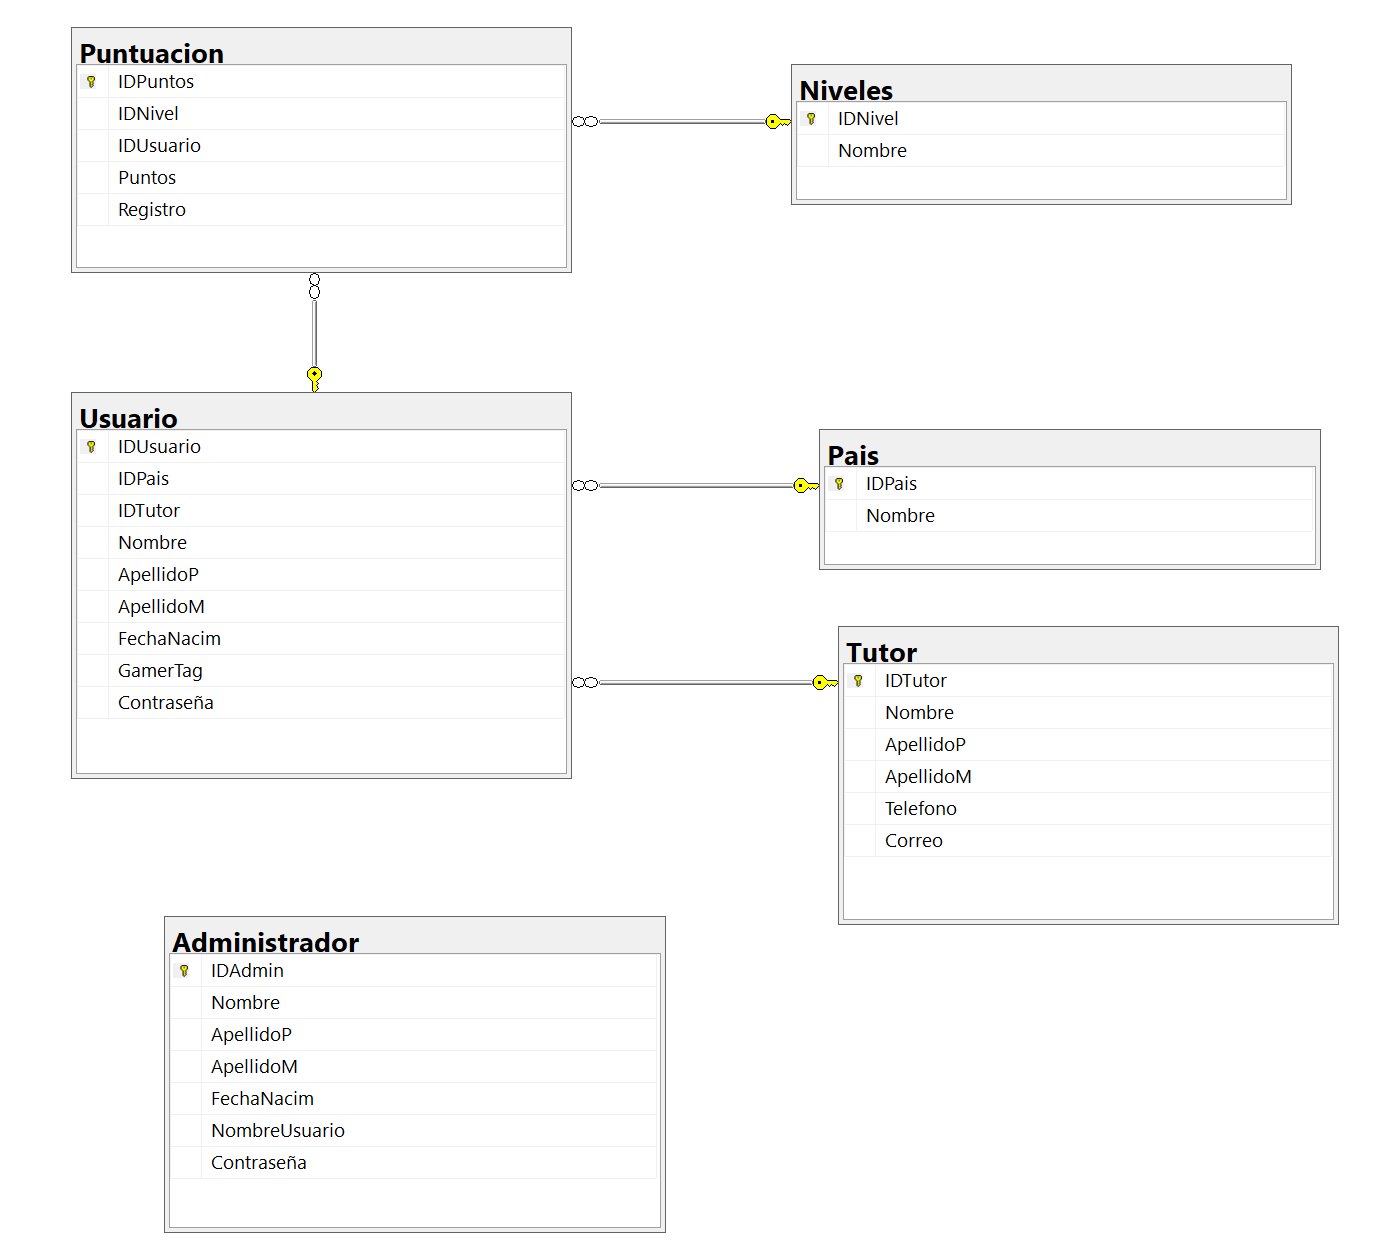 Puntuacion
IDPuntos
IDNivel
IDUsuario
Puntos
Registro
Niveles
IDNivel
Nombre
Usuario
IDUsuario
IDPais
IDTutor
Nombre
ApellidoP
ApellidoM
FechaNacim
GamerTag
Contraseña
Pais
IDPais
Nombre
Tutor
IDTutor
Nombre
ApellidoP
ApellidoM
Telefono
Correo
Administrador
IDAdmin
Nombre
ApellidoP
ApellidoM
FechaNacim
NombreUsuario
Contraseña